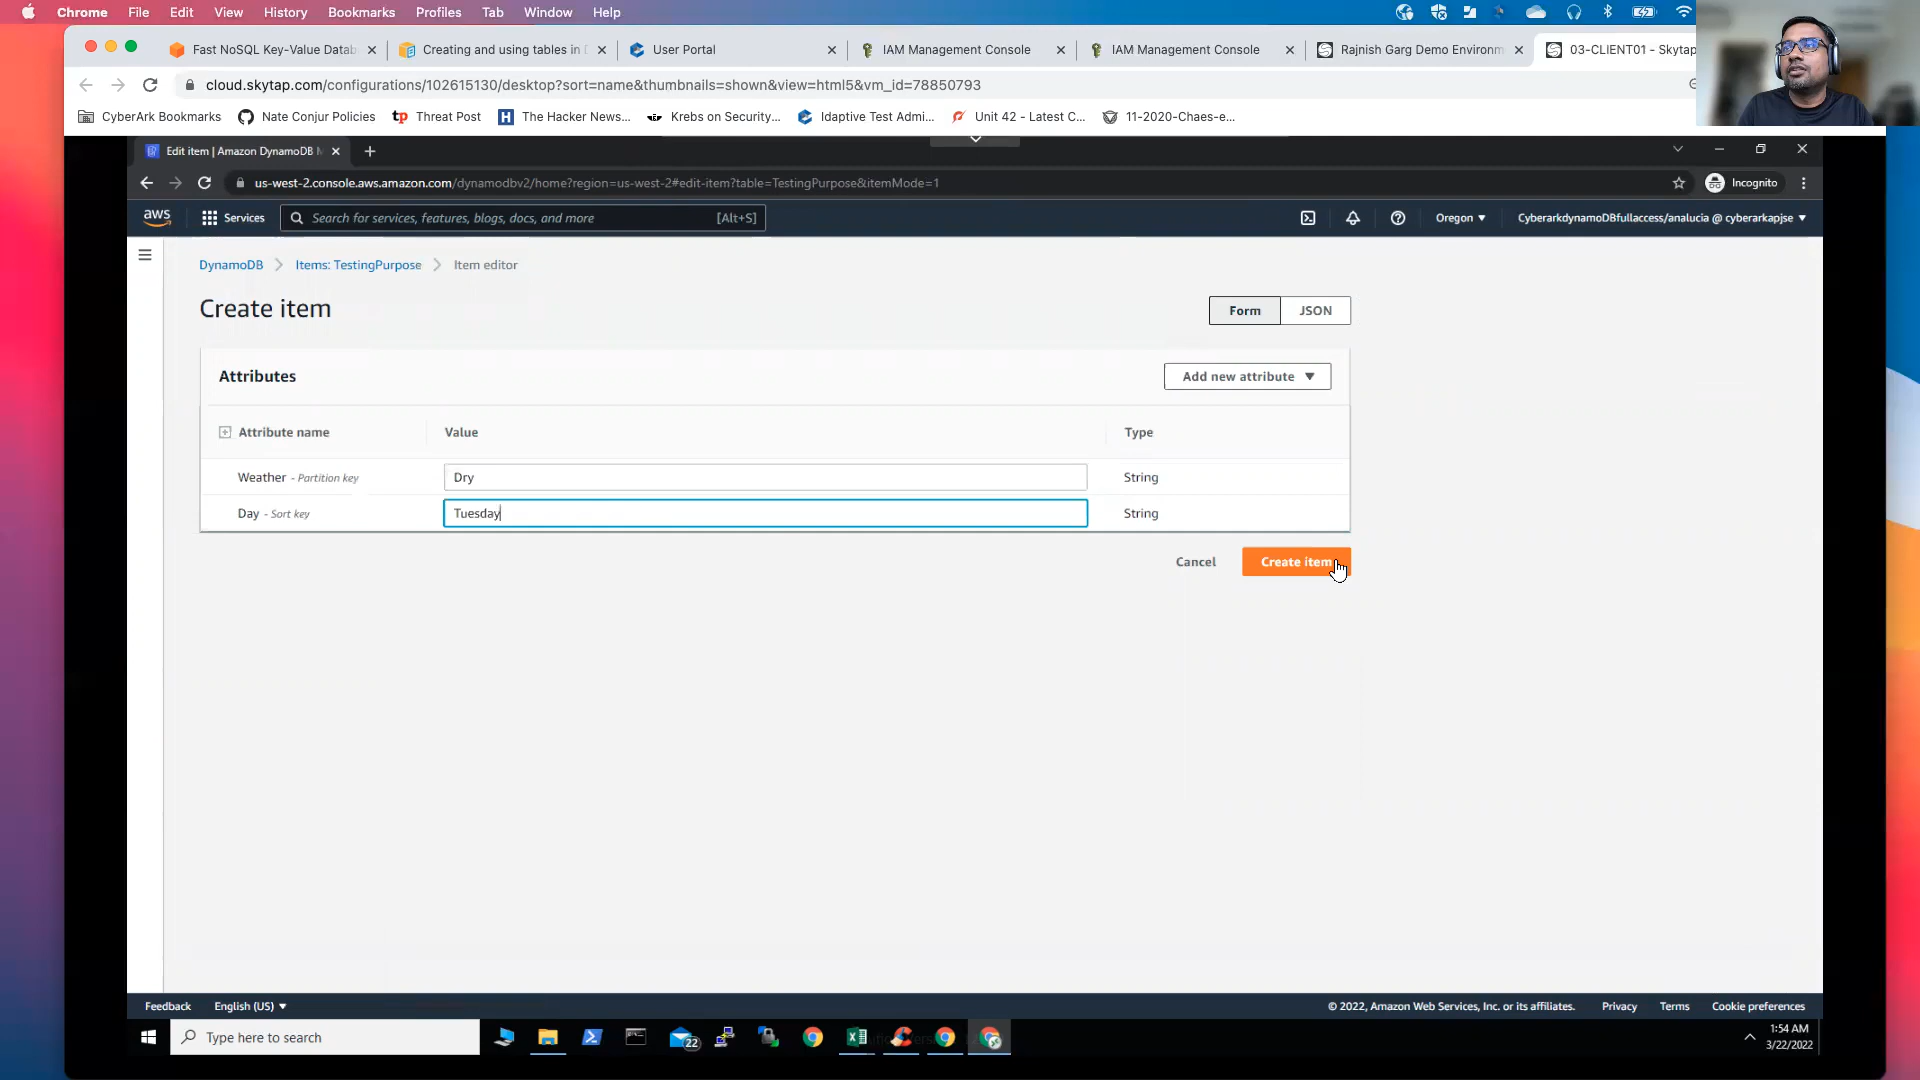 Chrome File Edit View History Bookmarks Profiles Tab Window Help
Fast NoSQL Key-Value Datab
Creating and using tables in
User Portal
IAM Management Console
IAM Management Console
Rajnish Garg Demo Environm
03-CLIENT01 - Skytap
cloud.skytap.com/configurations/102615130/desktop?sort=name&thumbnails=shown&view=html5&vm_id=78850793
CyberArk Bookmarks
Nate Conjur Policies
tp Threat Post
H The Hacker News...
Krebs on Security...
Idaptive Test Admi...
Unit 42 - Latest C...
11-2020-Chaes-e...
Edit item | Amazon DynamoDB
us-west-2.console.aws.amazon.com/dynamodbv2/home?region=us-west-2#edit-item?table=TestingPurpose&itemMode=1
Incognito
aws Services Search for services, features, blogs, docs, and more [Alt+S]
Oregon
CyberarkdynamoDBfullaccess/analucia @ cyberarkapjse
DynamoDB
Items: TestingPurpose
Item editor
Create item
Form JSON
Attributes
Add new attribute
Attribute name Value Type
Weather - Partition key Dry String
Day - Sort key Tuesday String
Cancel Create item
Feedback English (US)
© 2022, Amazon Web Services, Inc. or its affiliates. Privacy Terms Cookie preferences
Type here to search
22
1:54 AM
3/22/2022